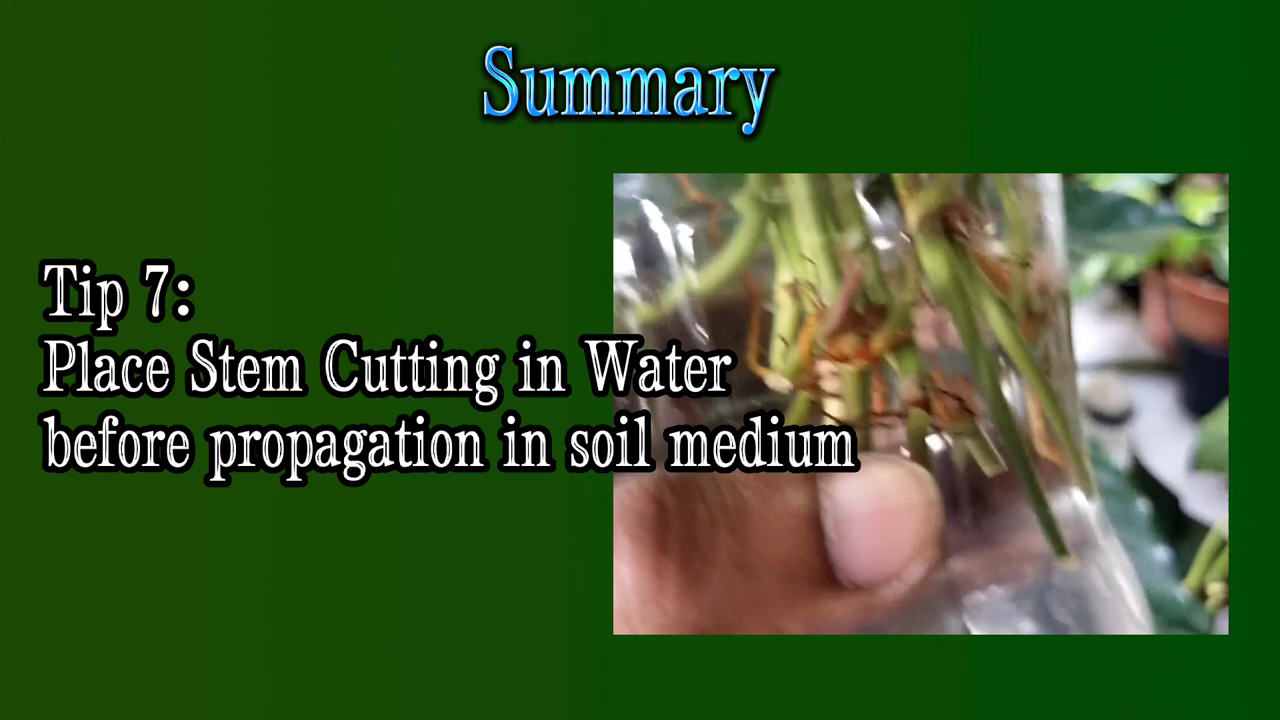 Summary
Tip 7:
Place Stem Cutting in Water
before propagation in soil medium